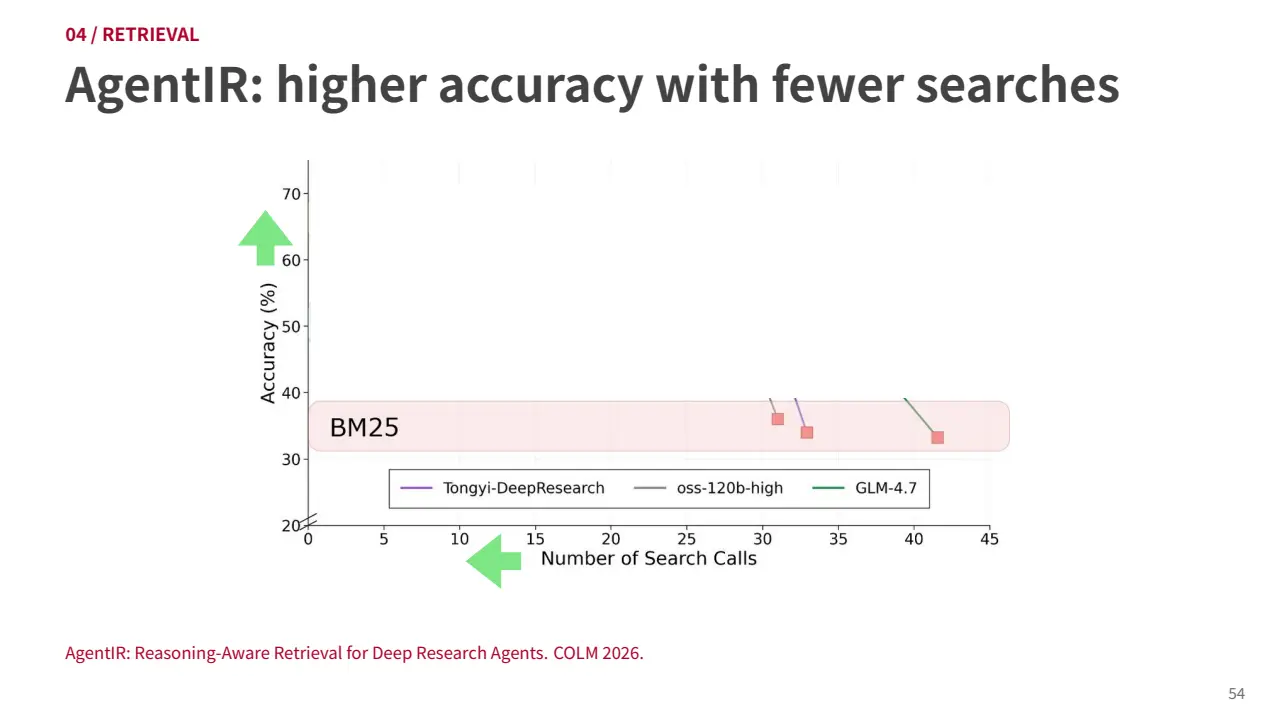 04 / RETRIEVAL
AgentIR: higher accuracy with fewer searches
70
60
50
40
30
20
Accuracy (%)
BM25
Tongyi-DeepResearch oss-120b-high GLM-4.7
0 5 10 15 20 25 30 35 40 45
Number of Search Calls
AgentIR: Reasoning-Aware Retrieval for Deep Research Agents. COLM 2026.
54